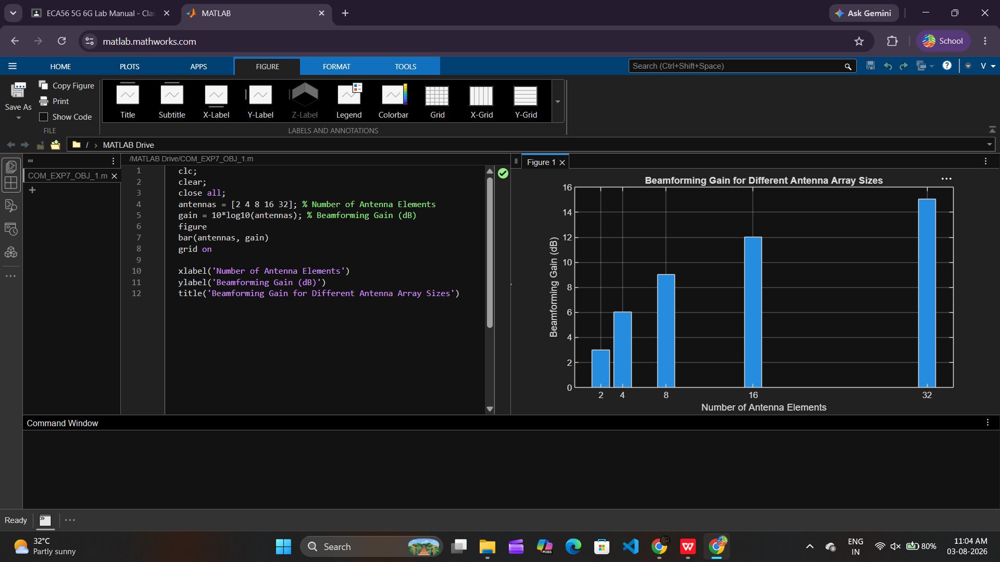 ECA56 5G 6G Lab Manual - Clas
MATLAB
Ask Gemini
matlab.mathworks.com
School
HOME
PLOTS
APPS
FIGURE
FORMAT
TOOLS
Search (Ctrl+Shift+Space)
V
Save As
Copy Figure
Print
Show Code
FILE
Title
Subtitle
X-Label
Y-Label
Z-Label
Legend
Colorbar
Grid
X-Grid
Y-Grid
LABELS AND ANNOTATIONS
/ › MATLAB Drive
COM_EXP7_OBJ_1.m
/MATLAB Drive/COM_EXP7_OBJ_1.m
1 clc;
2 clear;
3 close all;
4 antennas = [2 4 8 16 32]; % Number of Antenna Elements
5 gain = 10*log10(antennas); % Beamforming Gain (dB)
6 figure
7 bar(antennas, gain)
8 grid on
9
10 xlabel('Number of Antenna Elements')
11 ylabel('Beamforming Gain (dB)')
12 title('Beamforming Gain for Different Antenna Array Sizes')
Figure 1
Beamforming Gain for Different Antenna Array Sizes
Beamforming Gain (dB)
16
14
12
10
8
6
4
2
0
2 4 8 16 32
Number of Antenna Elements
Command Window
Ready
32°C
Partly sunny
Search
M365
ENG
IN
80%
11:04 AM
03-08-2026